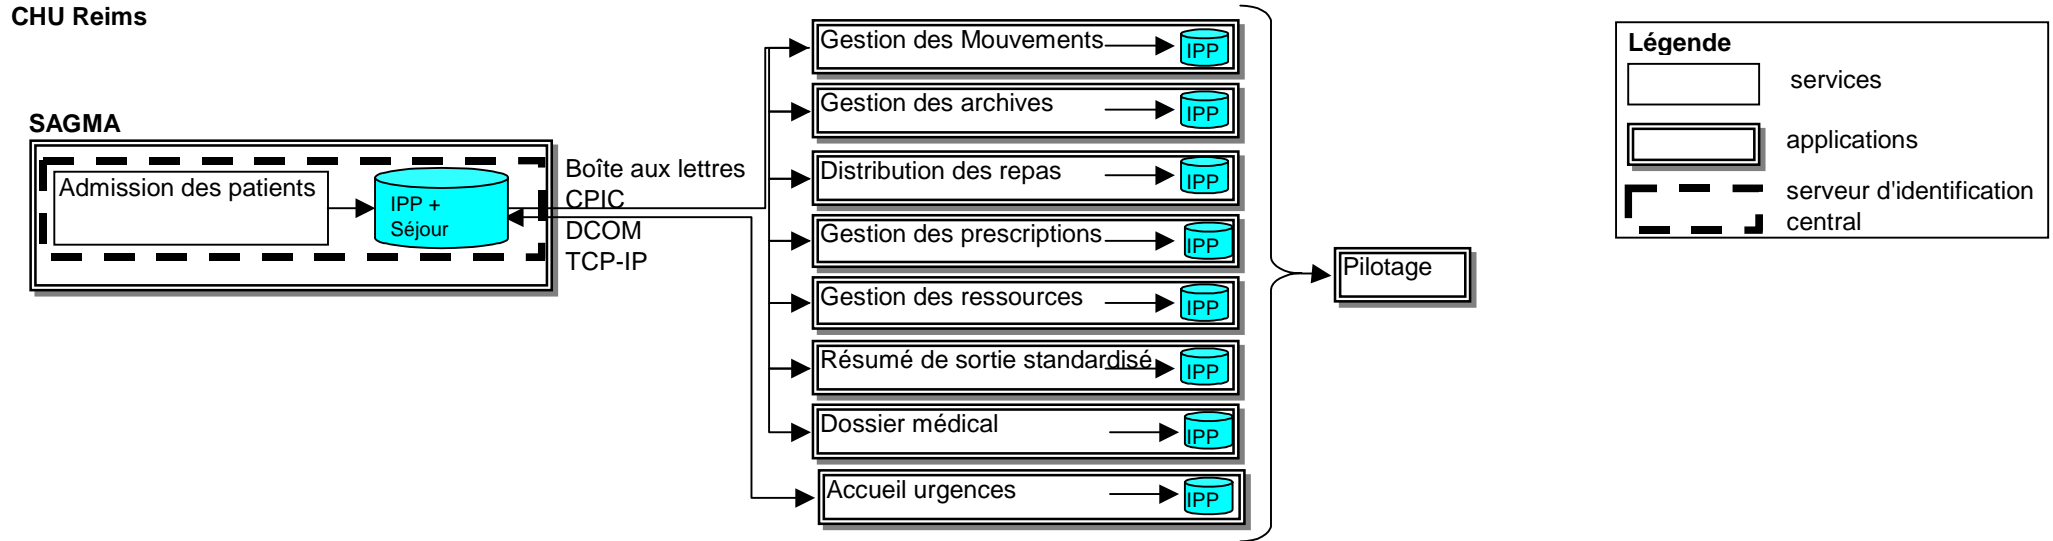 CHU Reims
SAGMA
Admission des patients
IPP +
Séjour
Boîte aux lettres
CPIC
DCOM
TCP-IP
Gestion des Mouvements
IPP
Gestion des archives
IPP
Distribution des repas
IPP
Gestion des prescriptions
IPP
Gestion des ressources
IPP
Résumé de sortie standardisé
IPP
Dossier médical
IPP
Accueil urgences
IPP
Pilotage
Légende
services
applications
serveur d'identification
central